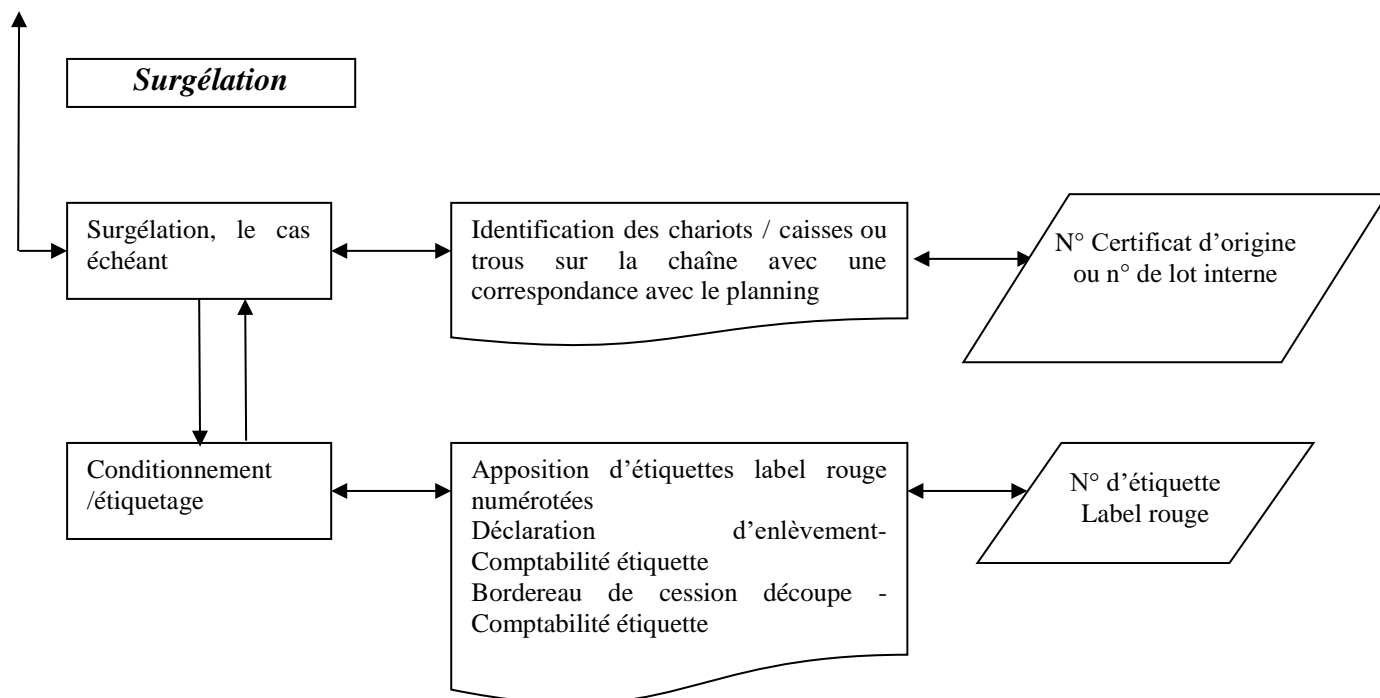 Surgélation
Surgélation, le cas
échéant
Identification des chariots / caisses ou
trous sur la chaîne avec une
correspondance avec le planning
N° Certificat d'origine
ou n° de lot interne
Conditionnement
/étiquetage
Apposition d'étiquettes label rouge
numérotées
Déclaration d'enlèvement-
Comptabilité étiquette
Bordereau de cession découpe -
Comptabilité étiquette
N° d'étiquette
Label rouge